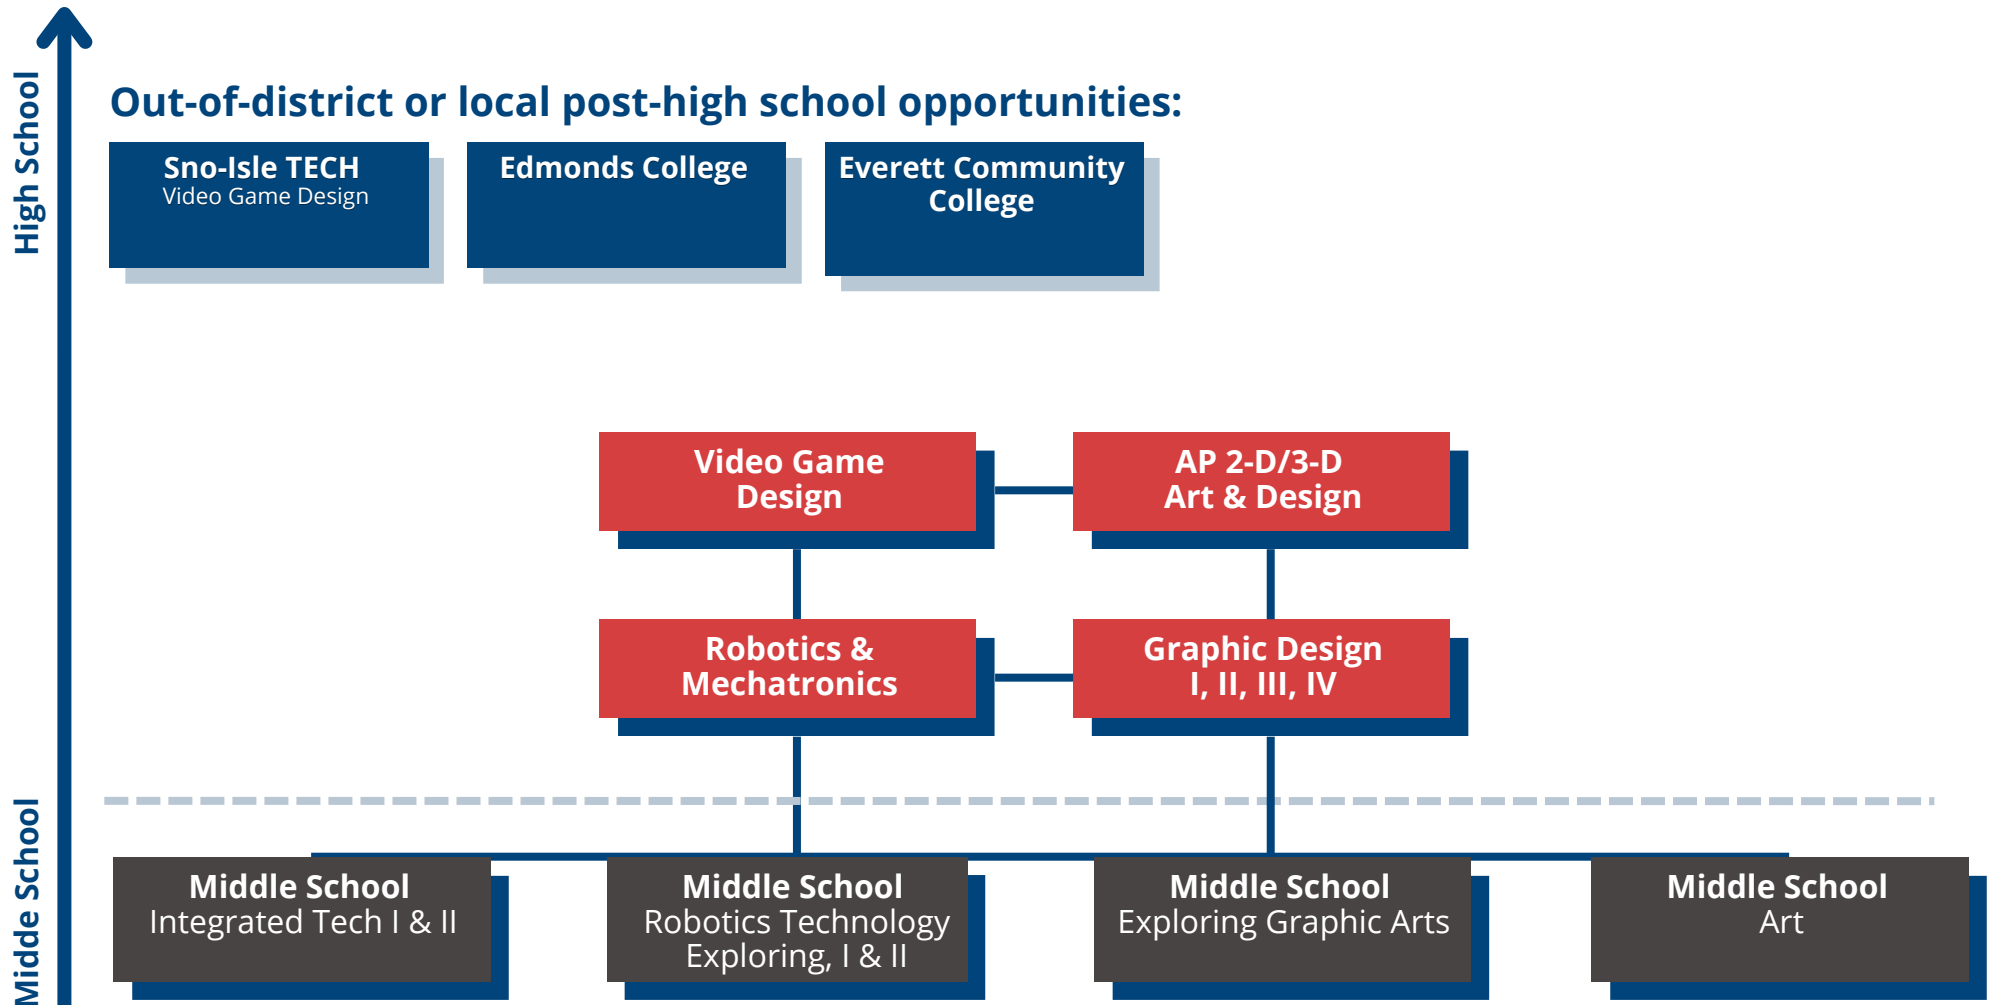 High School
Out-of-district or local post-high school opportunities:
Sno-Isle TECH
Video Game Design
Edmonds College
Everett Community
College
Video Game
Design
AP 2-D/3-D
Art & Design
Robotics &
Mechatronics
Graphic Design
I, II, III, IV
Midde School
Middle School
Integrated Tech I & II
Middle School
Robotics Technology
Exploring, I & II
Middle School
Exploring Graphic Arts
Middle School
Art